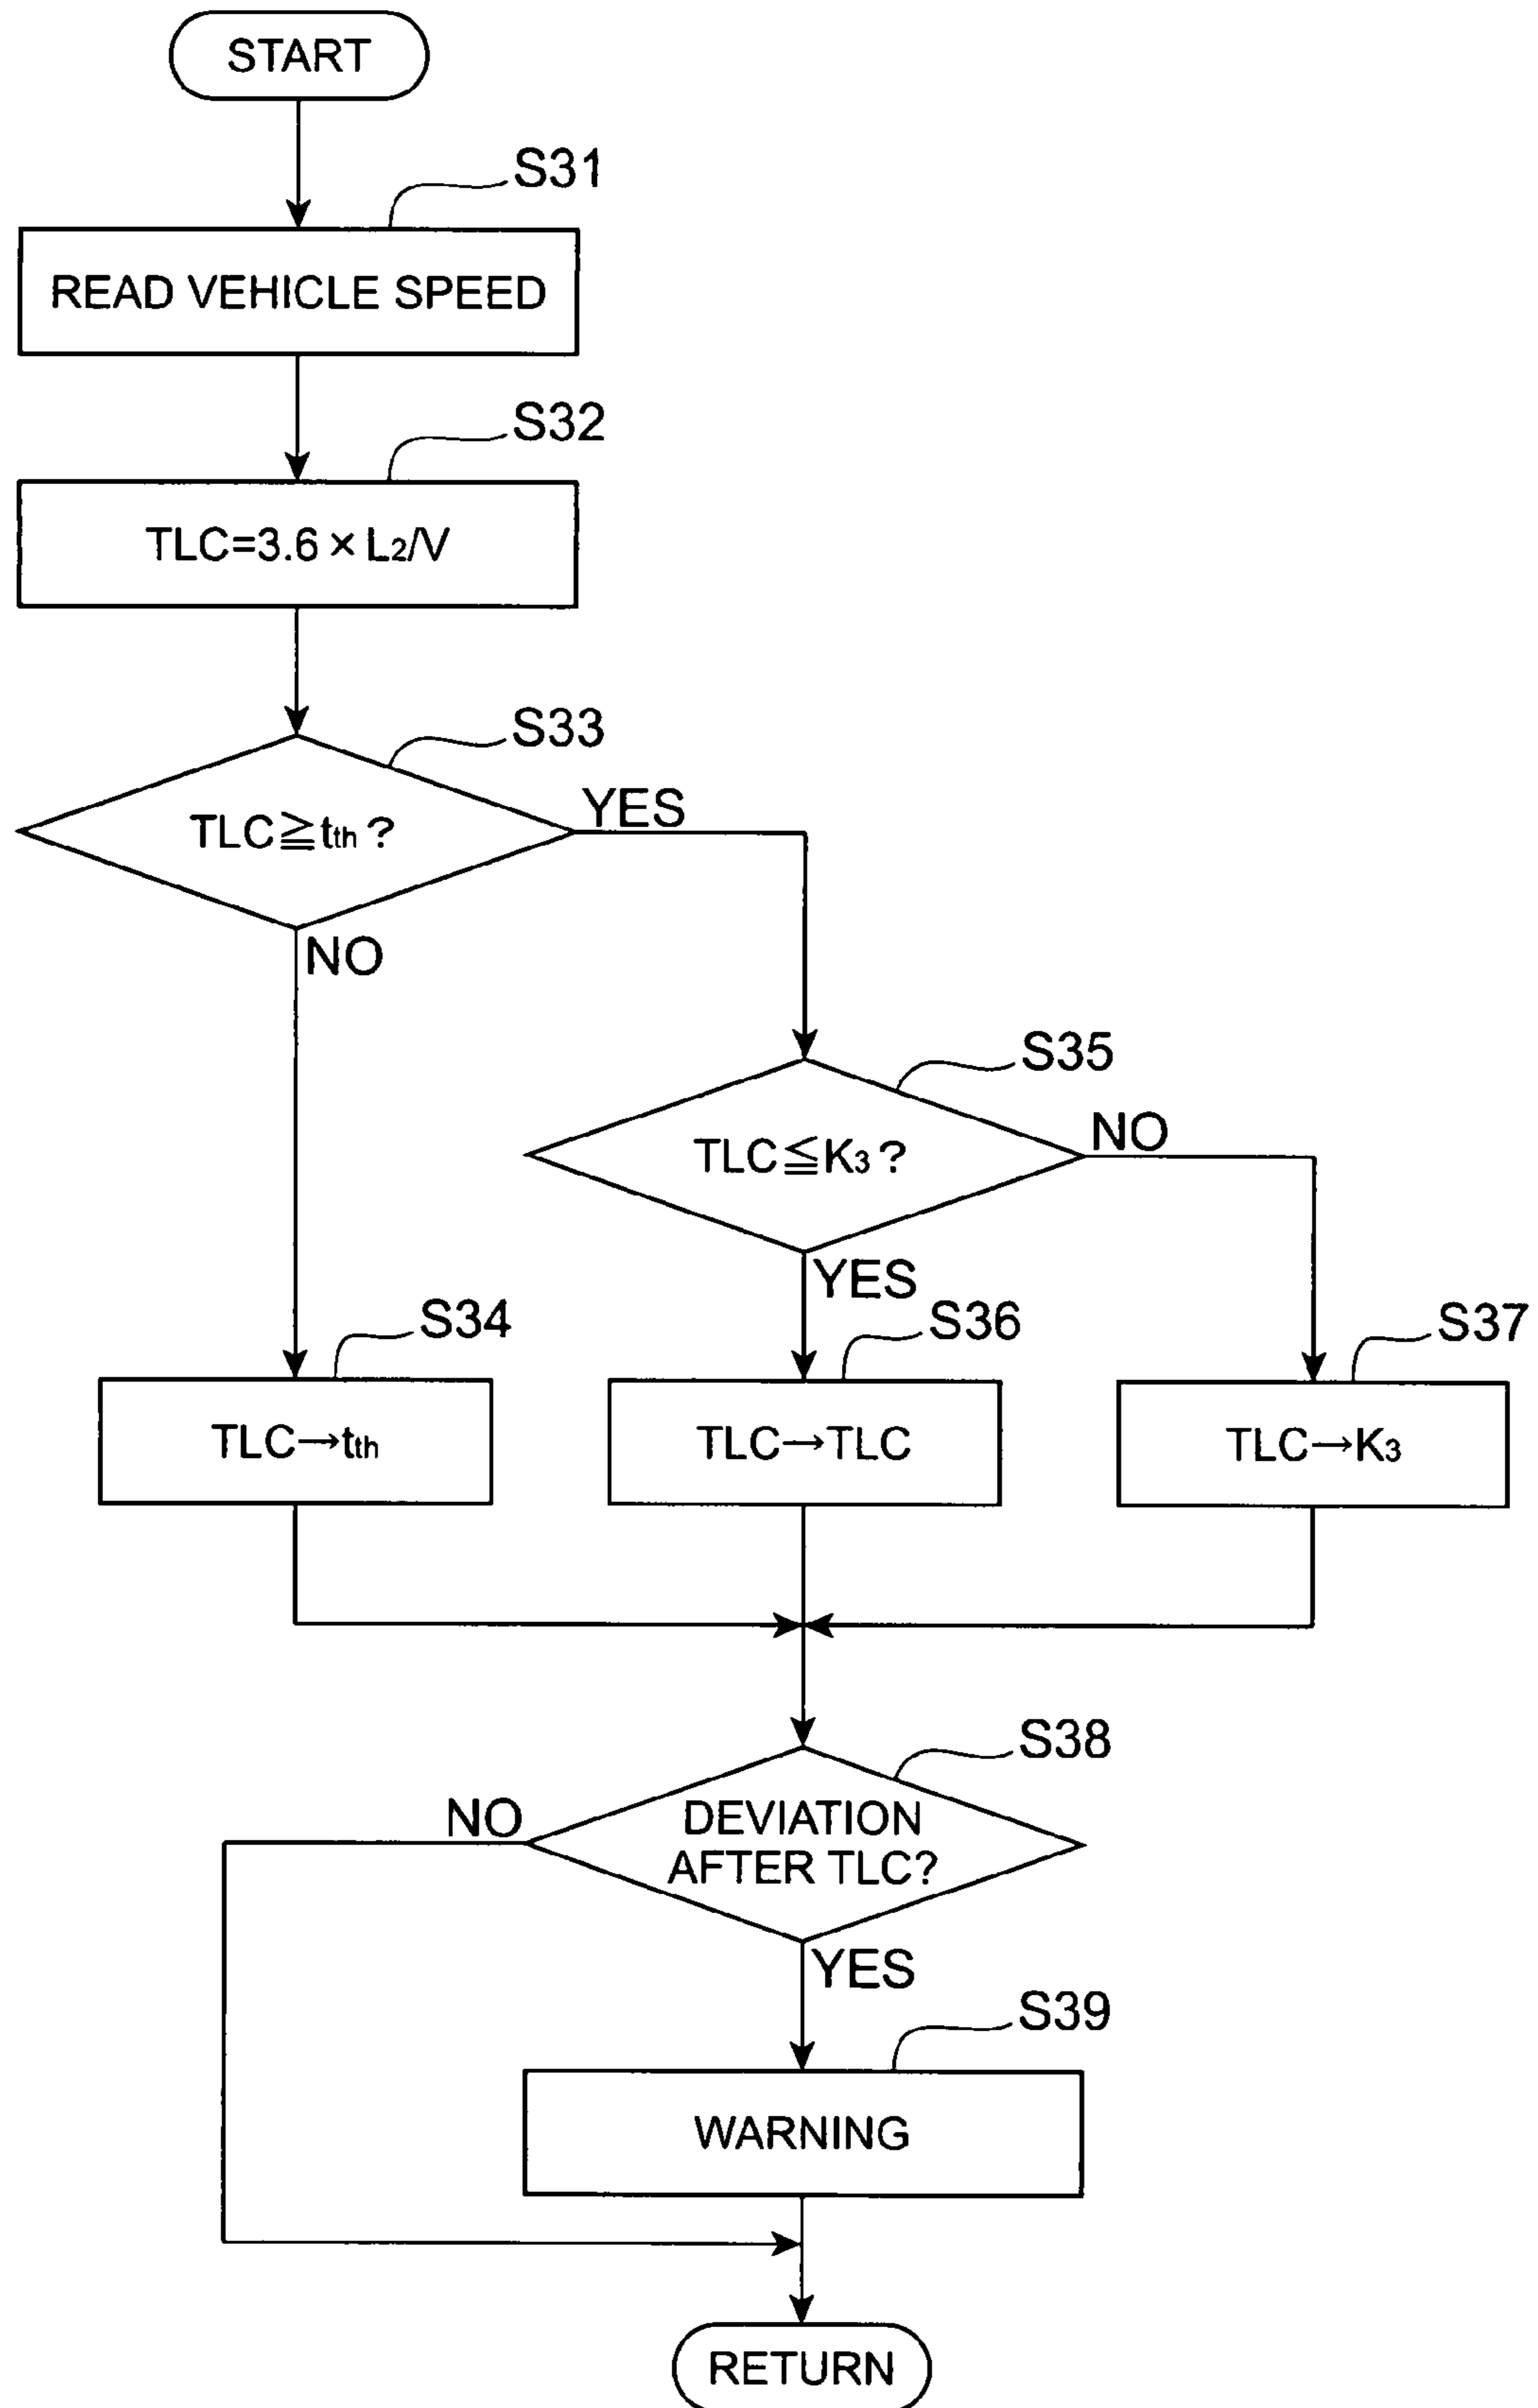 START
S31
READ VEHICLE SPEED
S32
TLC=3.6×L2/V
S33
TLC≧tth?
YES
NO
S35
TLC≦K3?
NO
YES
S34
S36
S37
TLC→tth
TLC→TLC
TLC→K3
S38
NO
DEVIATION
AFTER TLC?
YES
S39
WARNING
RETURN